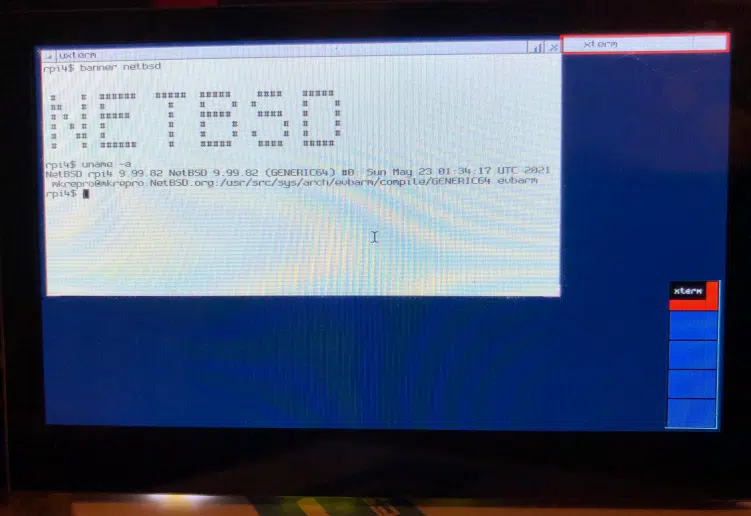 uxterm
xterm
rpi4$ banner netbsd
NETBSD
rpi4$ uname -a
NetBSD rpi4 9.99.82 NetBSD 9.99.82 (GENERIC64) #0: Sun May 23 01:34:17 UTC 2021
mkrepro@mkrepro.NetBSD.org:/usr/src/sys/arch/evbarm/compile/GENERIC64 evbarm
rpi4$
xterm